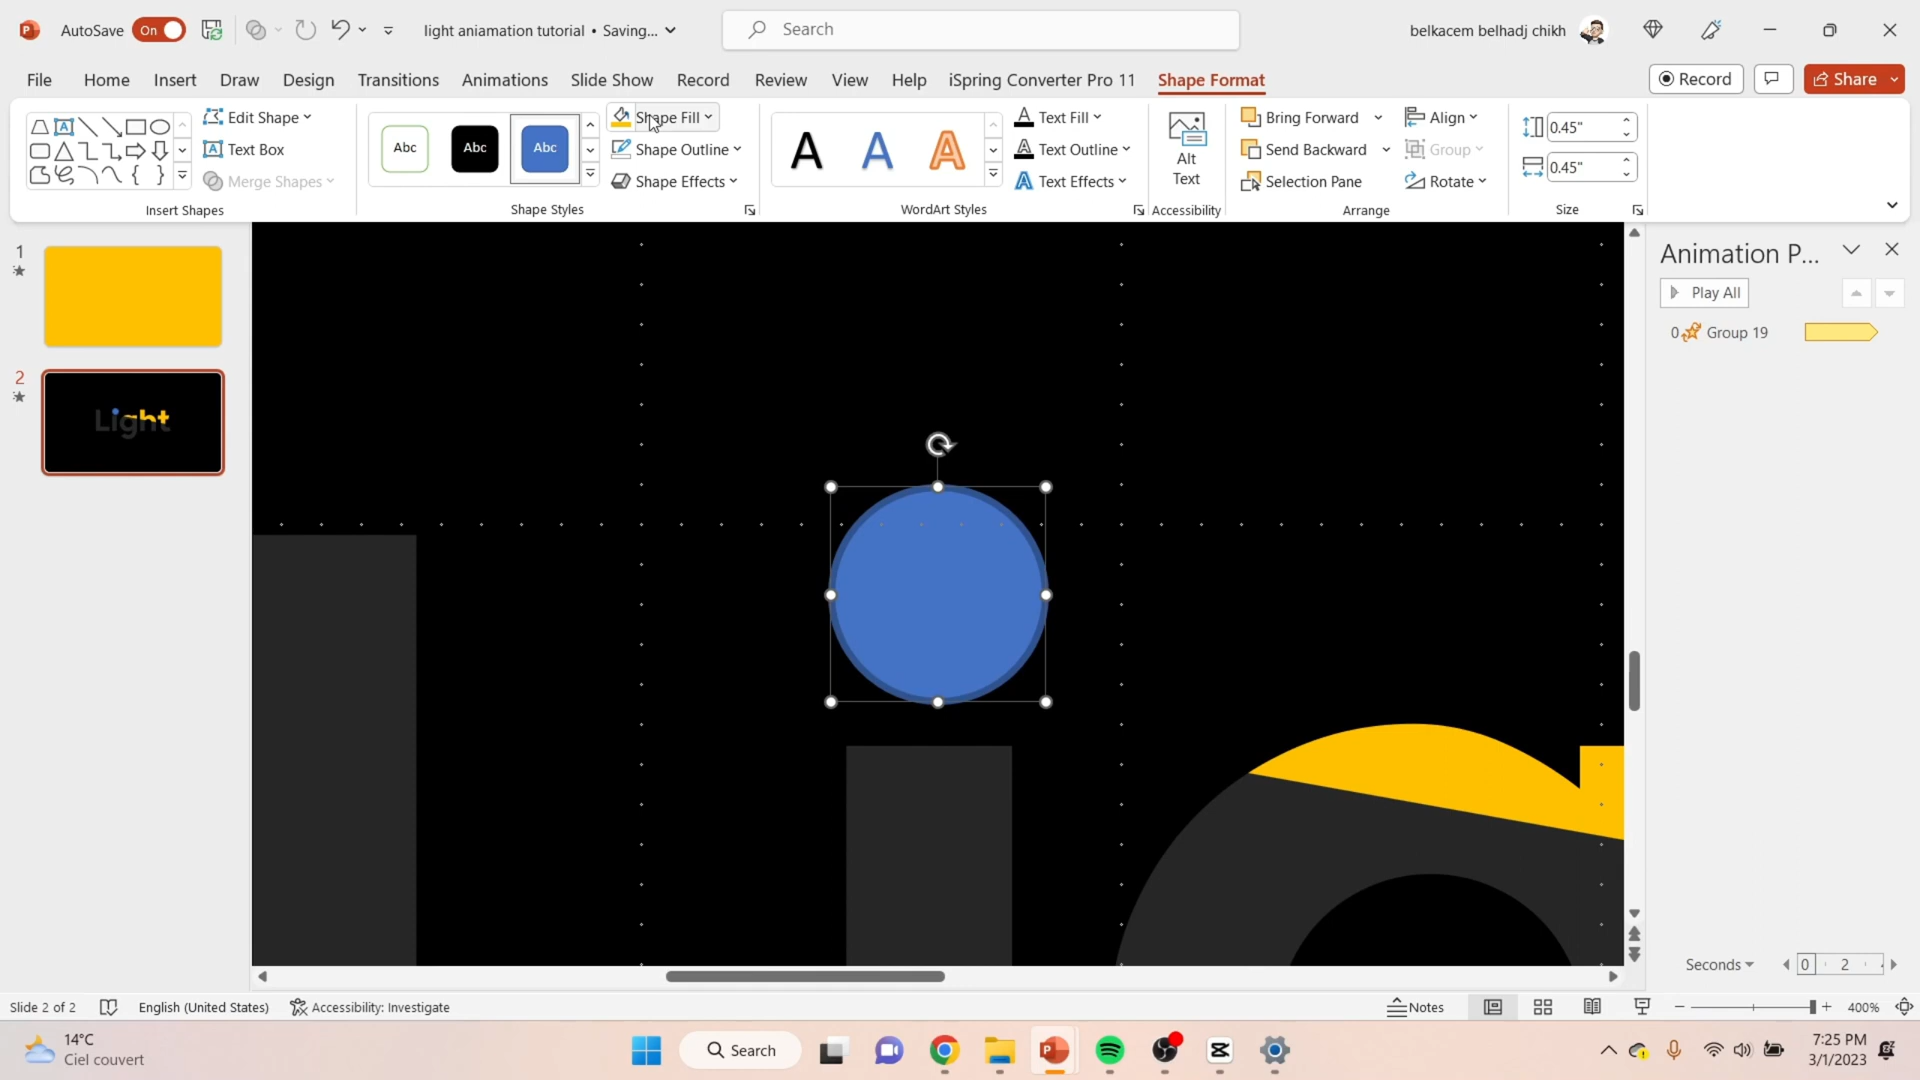 AutoSave On light aniamation tutorial • Saving... Search belkacem belhadj chikh
File Home Insert Draw Design Transitions Animations Slide Show Record Review View Help iSpring Converter Pro 11 Shape Format Record Share
Edit Shape Abc Abc Abc Shape Fill A A A Text Fill Alt Text Bring Forward Align 0.45"
Text Box Shape Outline Text Outline Send Backward Group 0.45"
Merge Shapes Shape Effects Text Effects Selection Pane Rotate
Insert Shapes Shape Styles WordArt Styles Accessibility Arrange Size
Animation P...
Play All
0 Group 19
1
2
Light
Seconds 0 2
Slide 2 of 2 English (United States) Accessibility: Investigate Notes 400%
14°C
Ciel couvert
Search
7:25 PM
3/1/2023